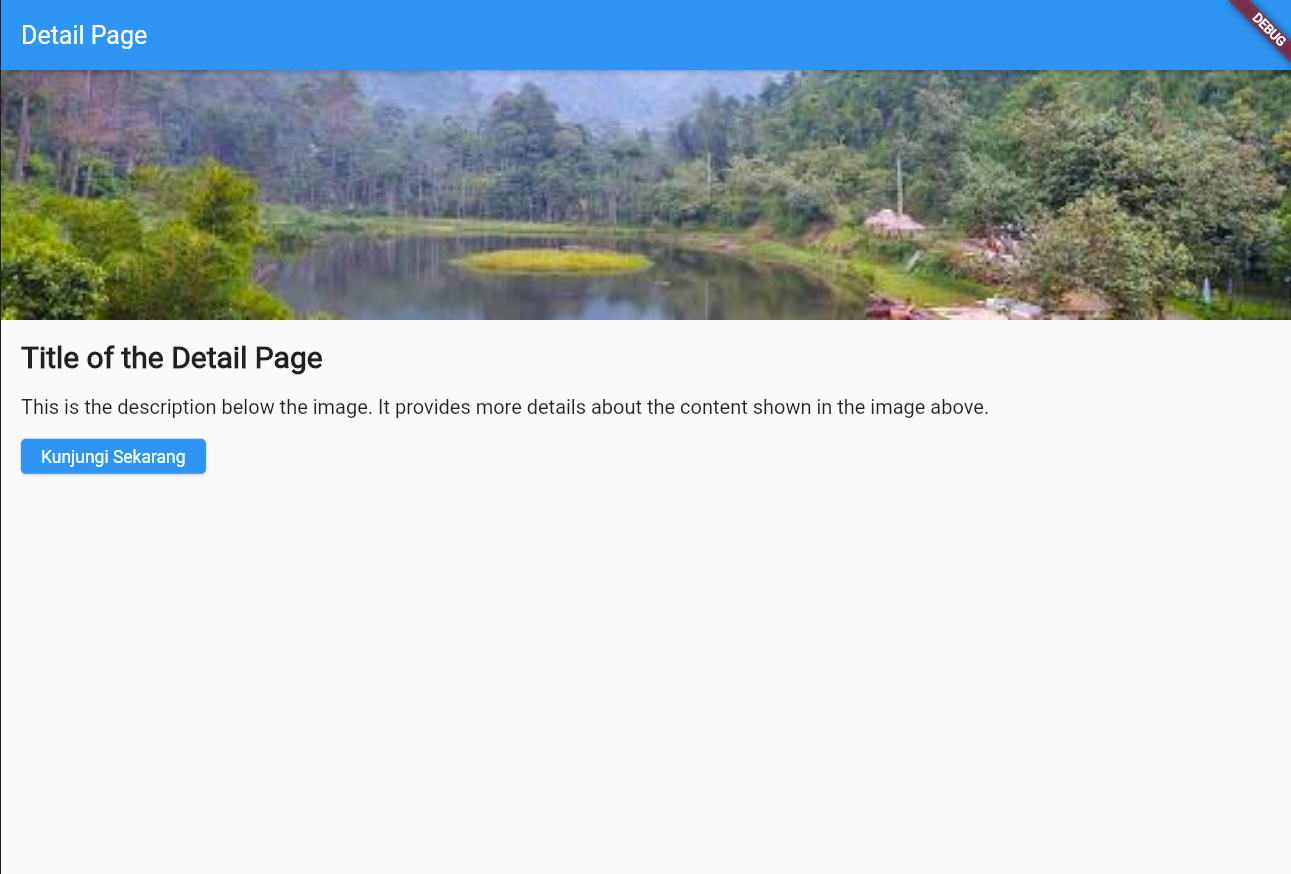 Detail Page
DEBUG
Title of the Detail Page
This is the description below the image. It provides more details about the content shown in the image above.
Kunjungi Sekarang